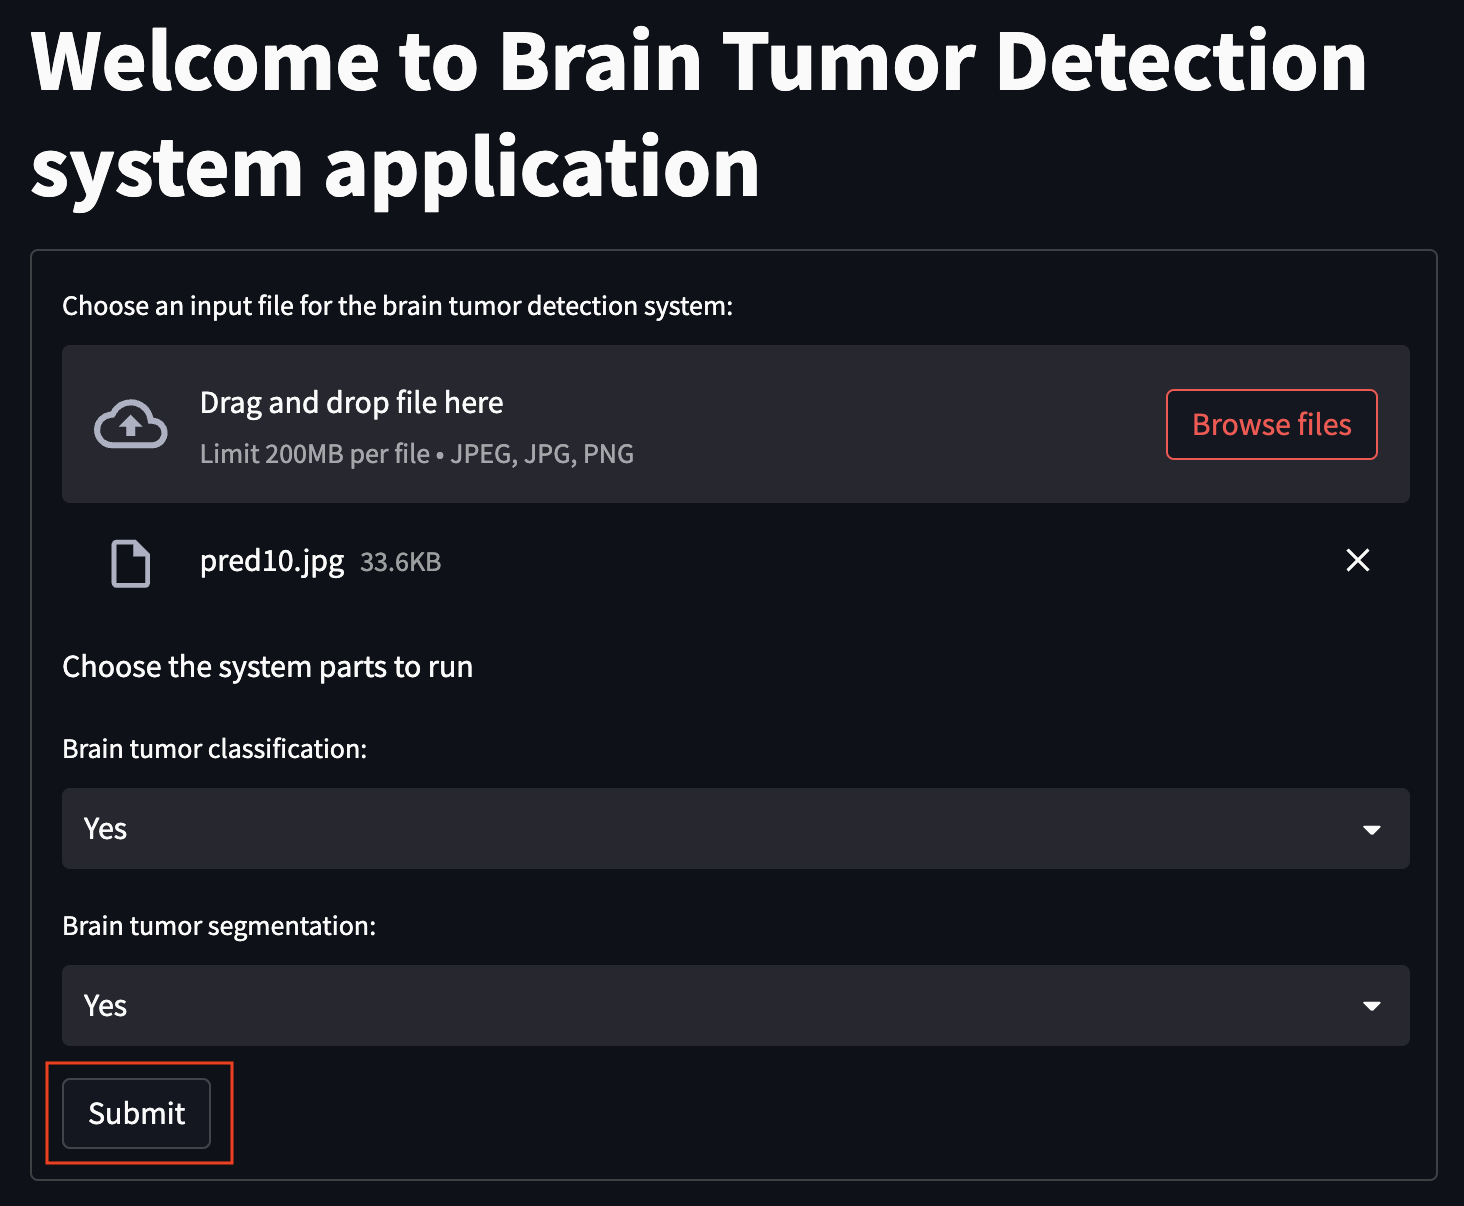 Welcome to Brain Tumor Detection
system application
Choose an input file for the brain tumor detection system:
Drag and drop file here
Limit 200MB per file • JPEG, JPG, PNG
Browse files
pred10.jpg 33.6KB
Choose the system parts to run
Brain tumor classification:
Yes
Brain tumor segmentation:
Yes
Submit